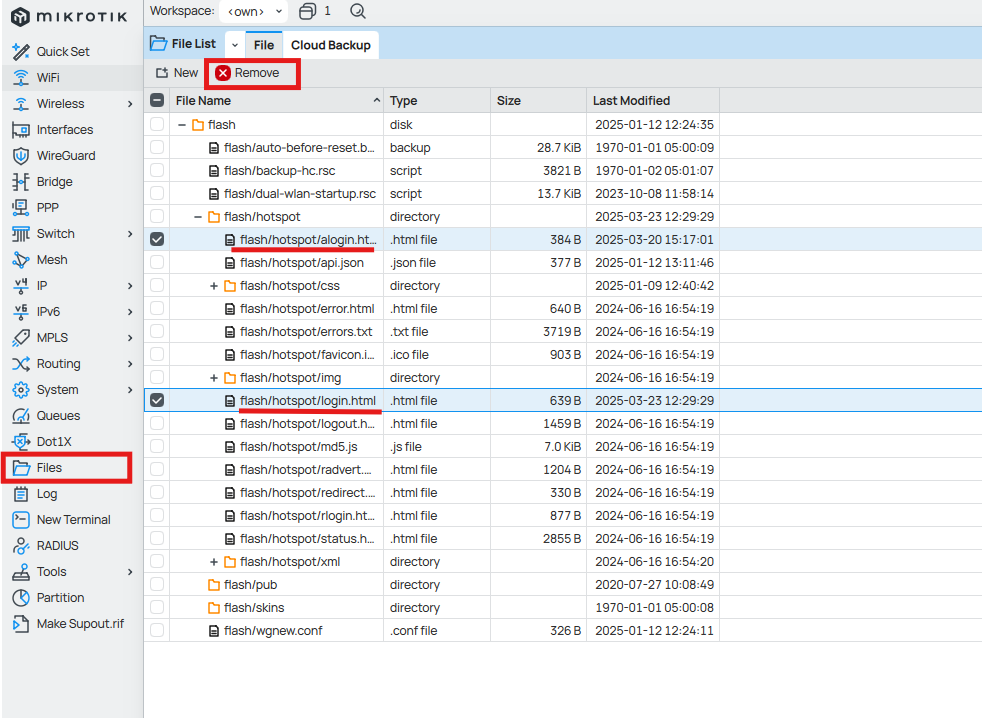 mikrotik
Workspace: <own> 1
File List File Cloud Backup
New Remove
File Name Type Size Last Modified
Quick Set
WiFi
Wireless
Interfaces
WireGuard
Bridge
PPP
Switch
Mesh
IP
IPv6
MPLS
Routing
System
Queues
Dot1X
Files
Log
New Terminal
RADIUS
Tools
Partition
Make Supout.rif
flash disk 2025-01-12 12:24:35
flash/auto-before-reset.b... backup 28.7 KiB 1970-01-01 05:00:09
flash/backup-hc.rsc script 3821 B 1970-01-02 05:01:07
flash/dual-wlan-startup.rsc script 13.7 KiB 2023-10-08 11:58:14
flash/hotspot directory 2025-03-23 12:29:29
flash/hotspot/alogin.ht... .html file 384 B 2025-03-20 15:17:01
flash/hotspot/api.json .json file 377 B 2025-01-12 13:11:46
flash/hotspot/css directory 2025-01-09 12:40:42
flash/hotspot/error.html .html file 640 B 2024-06-16 16:54:19
flash/hotspot/errors.txt .txt file 3719 B 2024-06-16 16:54:19
flash/hotspot/favicon.i... .ico file 903 B 2024-06-16 16:54:19
flash/hotspot/img directory 2024-06-16 16:54:19
flash/hotspot/login.html .html file 639 B 2025-03-23 12:29:29
flash/hotspot/logout.h... .html file 1459 B 2024-06-16 16:54:19
flash/hotspot/md5.js .js file 7.0 KiB 2024-06-16 16:54:19
flash/hotspot/radvert.... .html file 1204 B 2024-06-16 16:54:19
flash/hotspot/redirect.... .html file 330 B 2024-06-16 16:54:19
flash/hotspot/rlogin.ht... .html file 877 B 2024-06-16 16:54:19
flash/hotspot/status.h... .html file 2855 B 2024-06-16 16:54:19
flash/hotspot/xml directory 2024-06-16 16:54:20
flash/pub directory 2020-07-27 10:08:49
flash/skins directory 1970-01-01 05:00:08
flash/wgnew.conf .conf file 326 B 2025-01-12 12:24:11